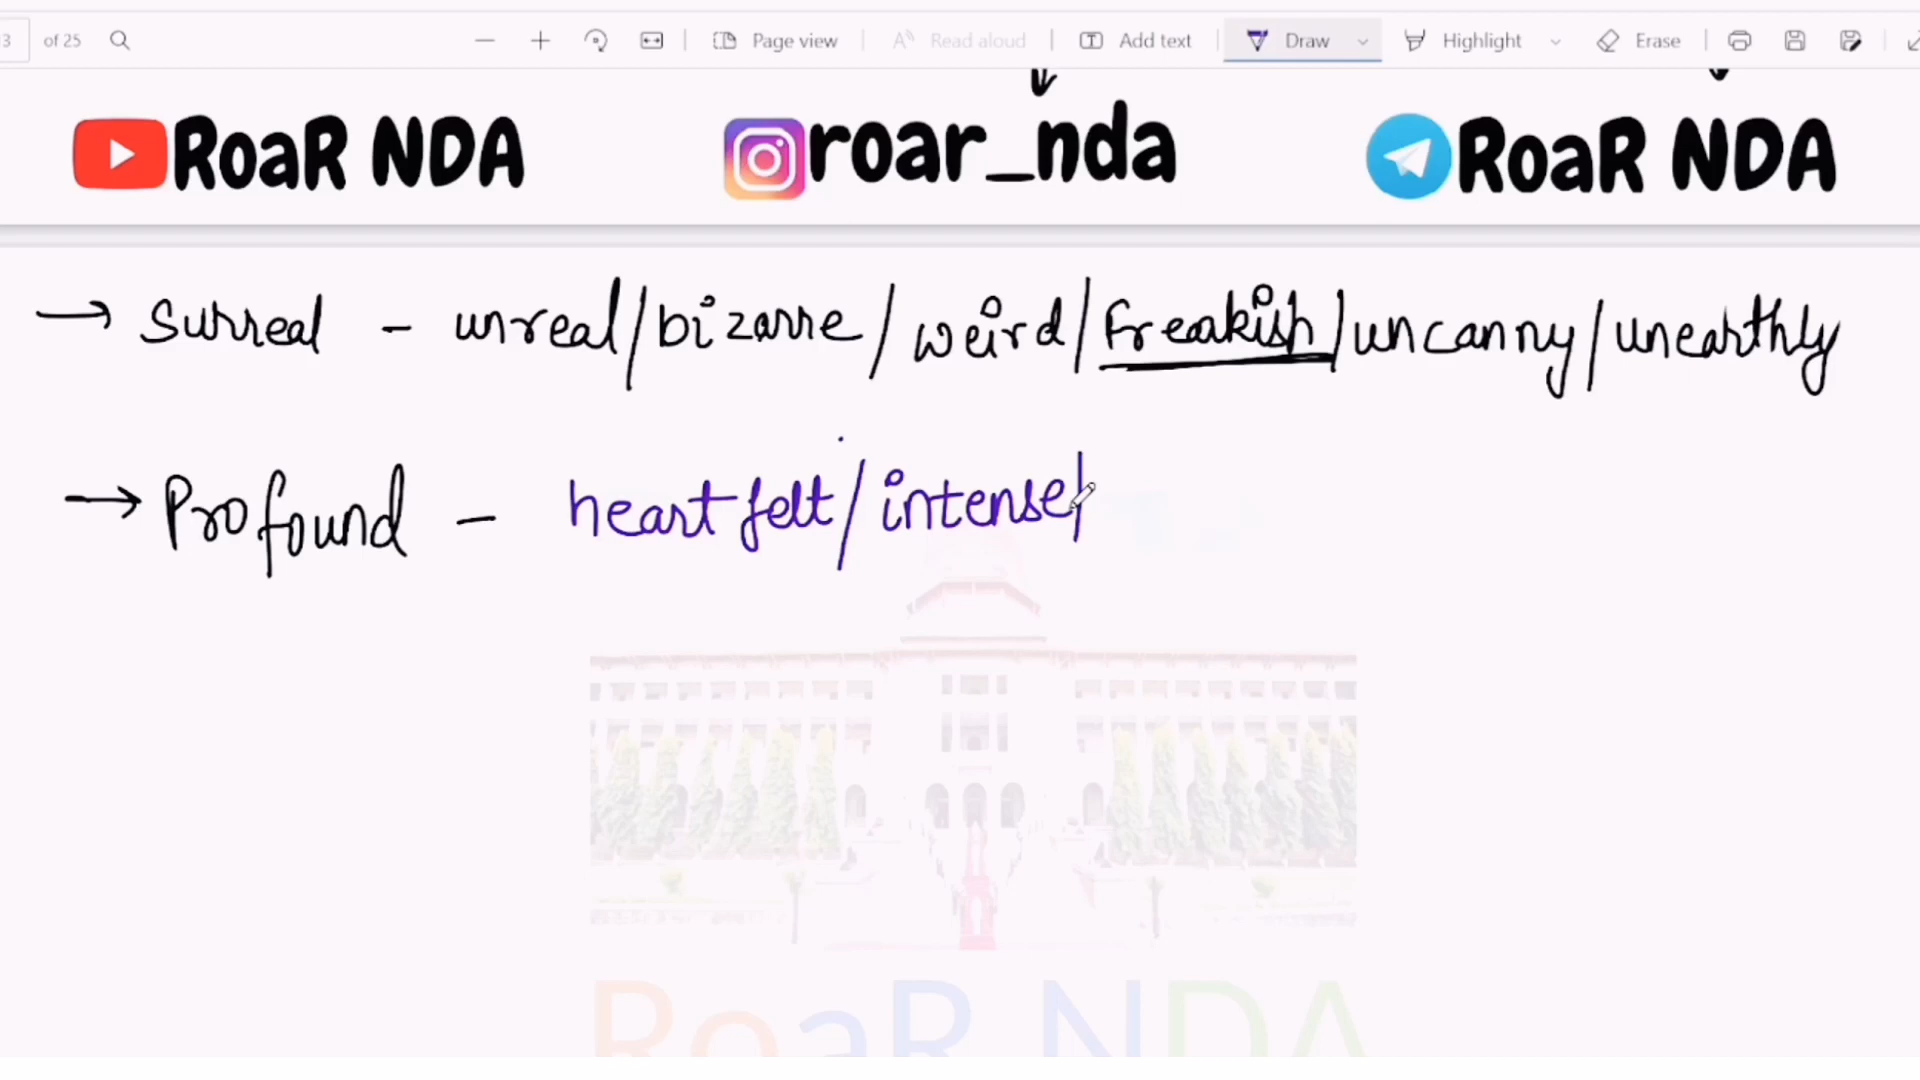 3 of 25 Page view Read aloud Add text Draw Highlight Erase
RoaR NDA roar_nda RoaR NDA
→ Surreal - unreal/bizarre/weird/Freakish/uncanny/unearthly
→ Profound - heartfelt/intense/
RoaR NDA